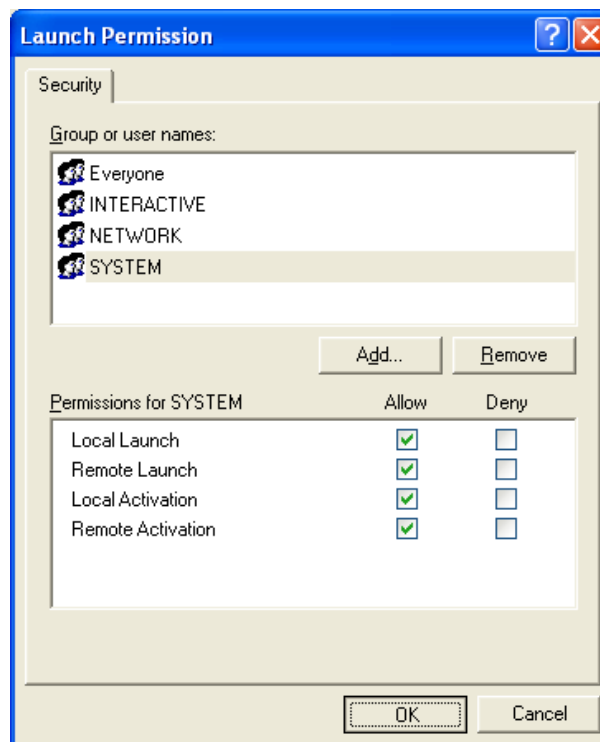 Launch Permission
Security
Group or user names:
Everyone
INTERACTIVE
NETWORK
SYSTEM
Add... Remove
Permissions for SYSTEM Allow Deny
Local Launch
Remote Launch
Local Activation
Remote Activation
OK Cancel